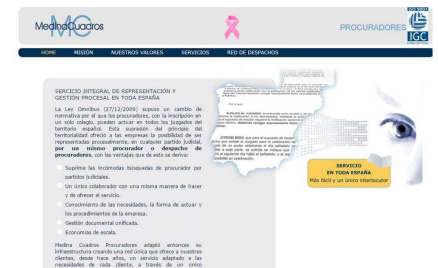 ISO 9001
MedinaCuadros
PROCURADORES
IGC
HOME MISIÓN NUESTROS VALORES SERVICIOS RED DE DESPACHOS
SERCICIO INTEGRAL DE REPRESENTACIÓN Y
GESTIÓN PROCESAL EN TODA ESPAÑA
La Ley Omnibus (27/12/2009) supuso un cambio de
normativa por el que los procuradores, con la inscripción en
un solo colegio, pueden actuar en todos los juzgados del
territorio español. Esta supresión del principio del
territorialidad ofreció a las empresas la posibilidad de ser
representadas procesalmente, en cualquier partido judicial,
por un mismo procurador o despacho de
procuradores, con las ventajas que de esto se deriva:
Suprime las incómodas búsquedas de procurador por
partidos judiciales.
Un único colaborador con una misma manera de hacer
y de ofrecer el servicio.
Conocimiento de las necesidades, la forma de actuar y
los procedimientos de la empresa.
Gestión documental unificada.
Economías de escala.
Medina Cuadros Procuradores adaptó entonces su
infraestructura creando una red única que ofrece a nuestros
clientes, desde hace años, un servicio adaptado a las
necesidades de cada cliente, a través de un único
SERVICIO
EN TODA ESPAÑA
Más fácil y un único interlocutor